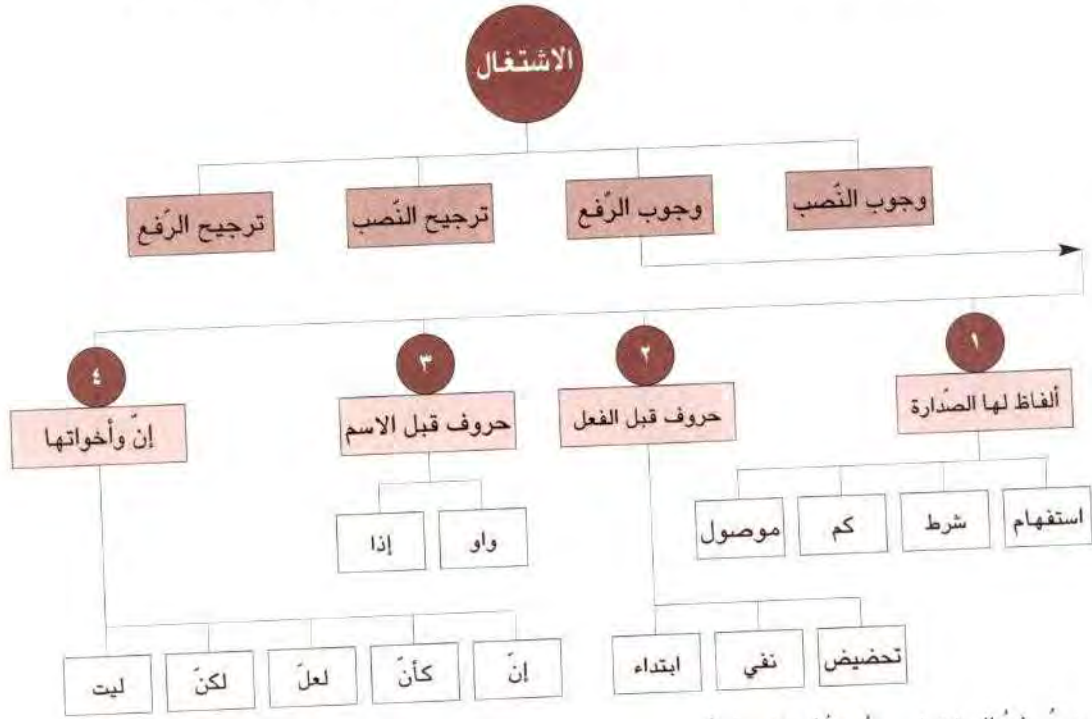 الاشتغال
وجوب النّصب
وجوب الرّفع
ترجيح النّصب
ترجيح الرّفع
١
ألفاظ لها الصّدارة
استفهام
شرط
كم
موصول
٢
حروف قبل الفعل
تحضيض
نفي
ابتداء
٣
حروف قبل الاسم
واو
إذا
٤
إنّ وأخواتها
إنّ
كأنّ
لعلّ
لكنّ
ليت